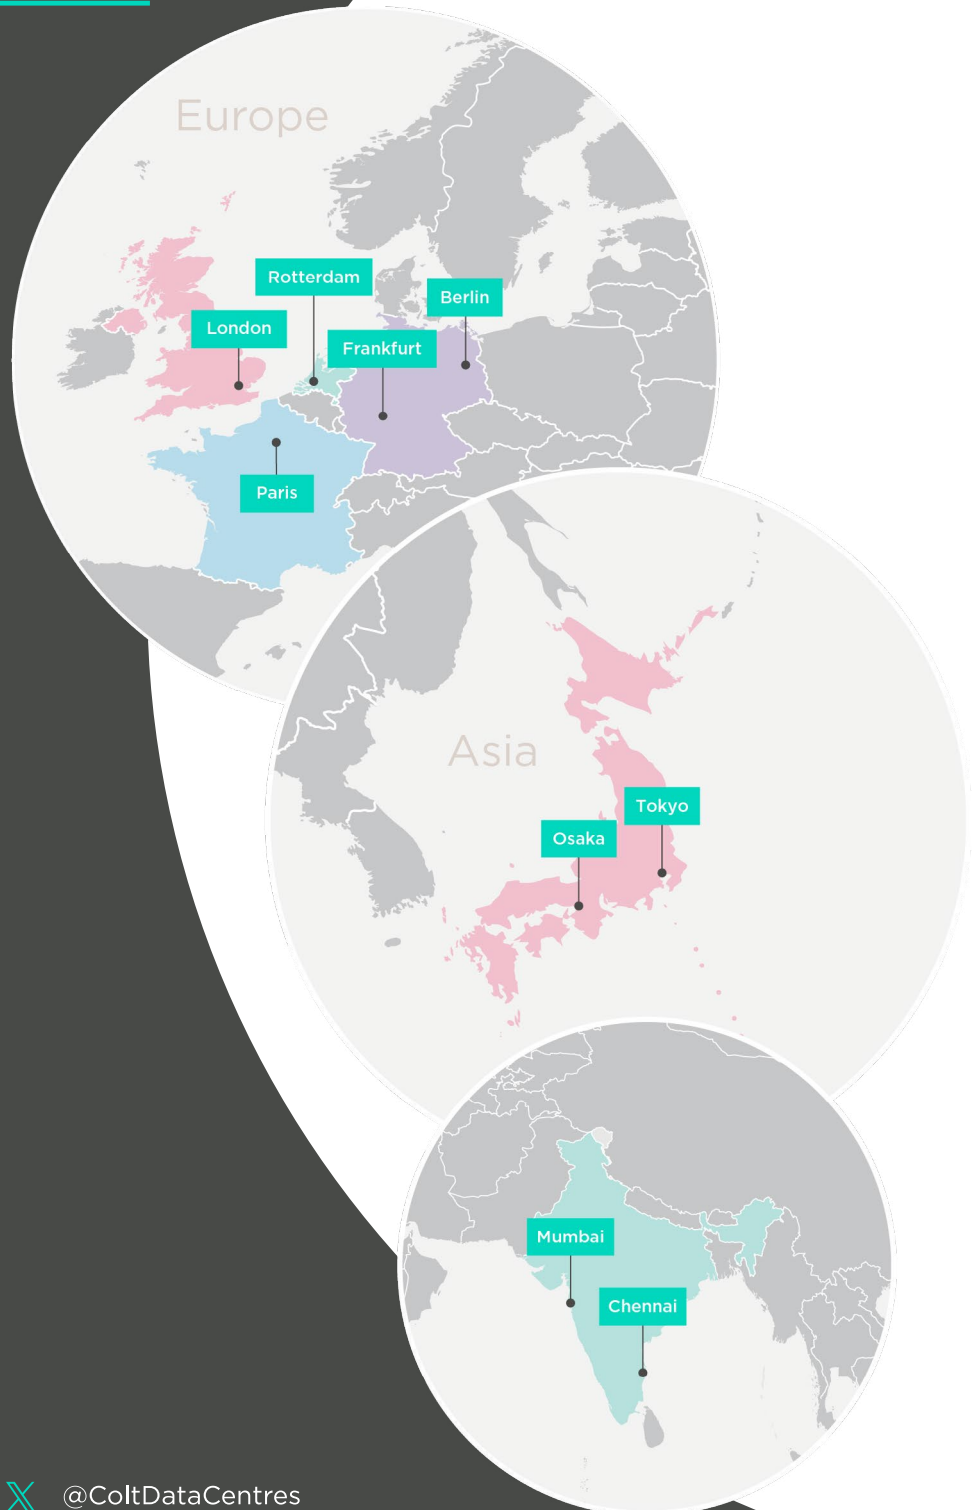 Europe
Rotterdam
Berlin
London
Frankfurt
Paris
Asia
Tokyo
Osaka
Mumbai
Chennai
@ColtDataCentres